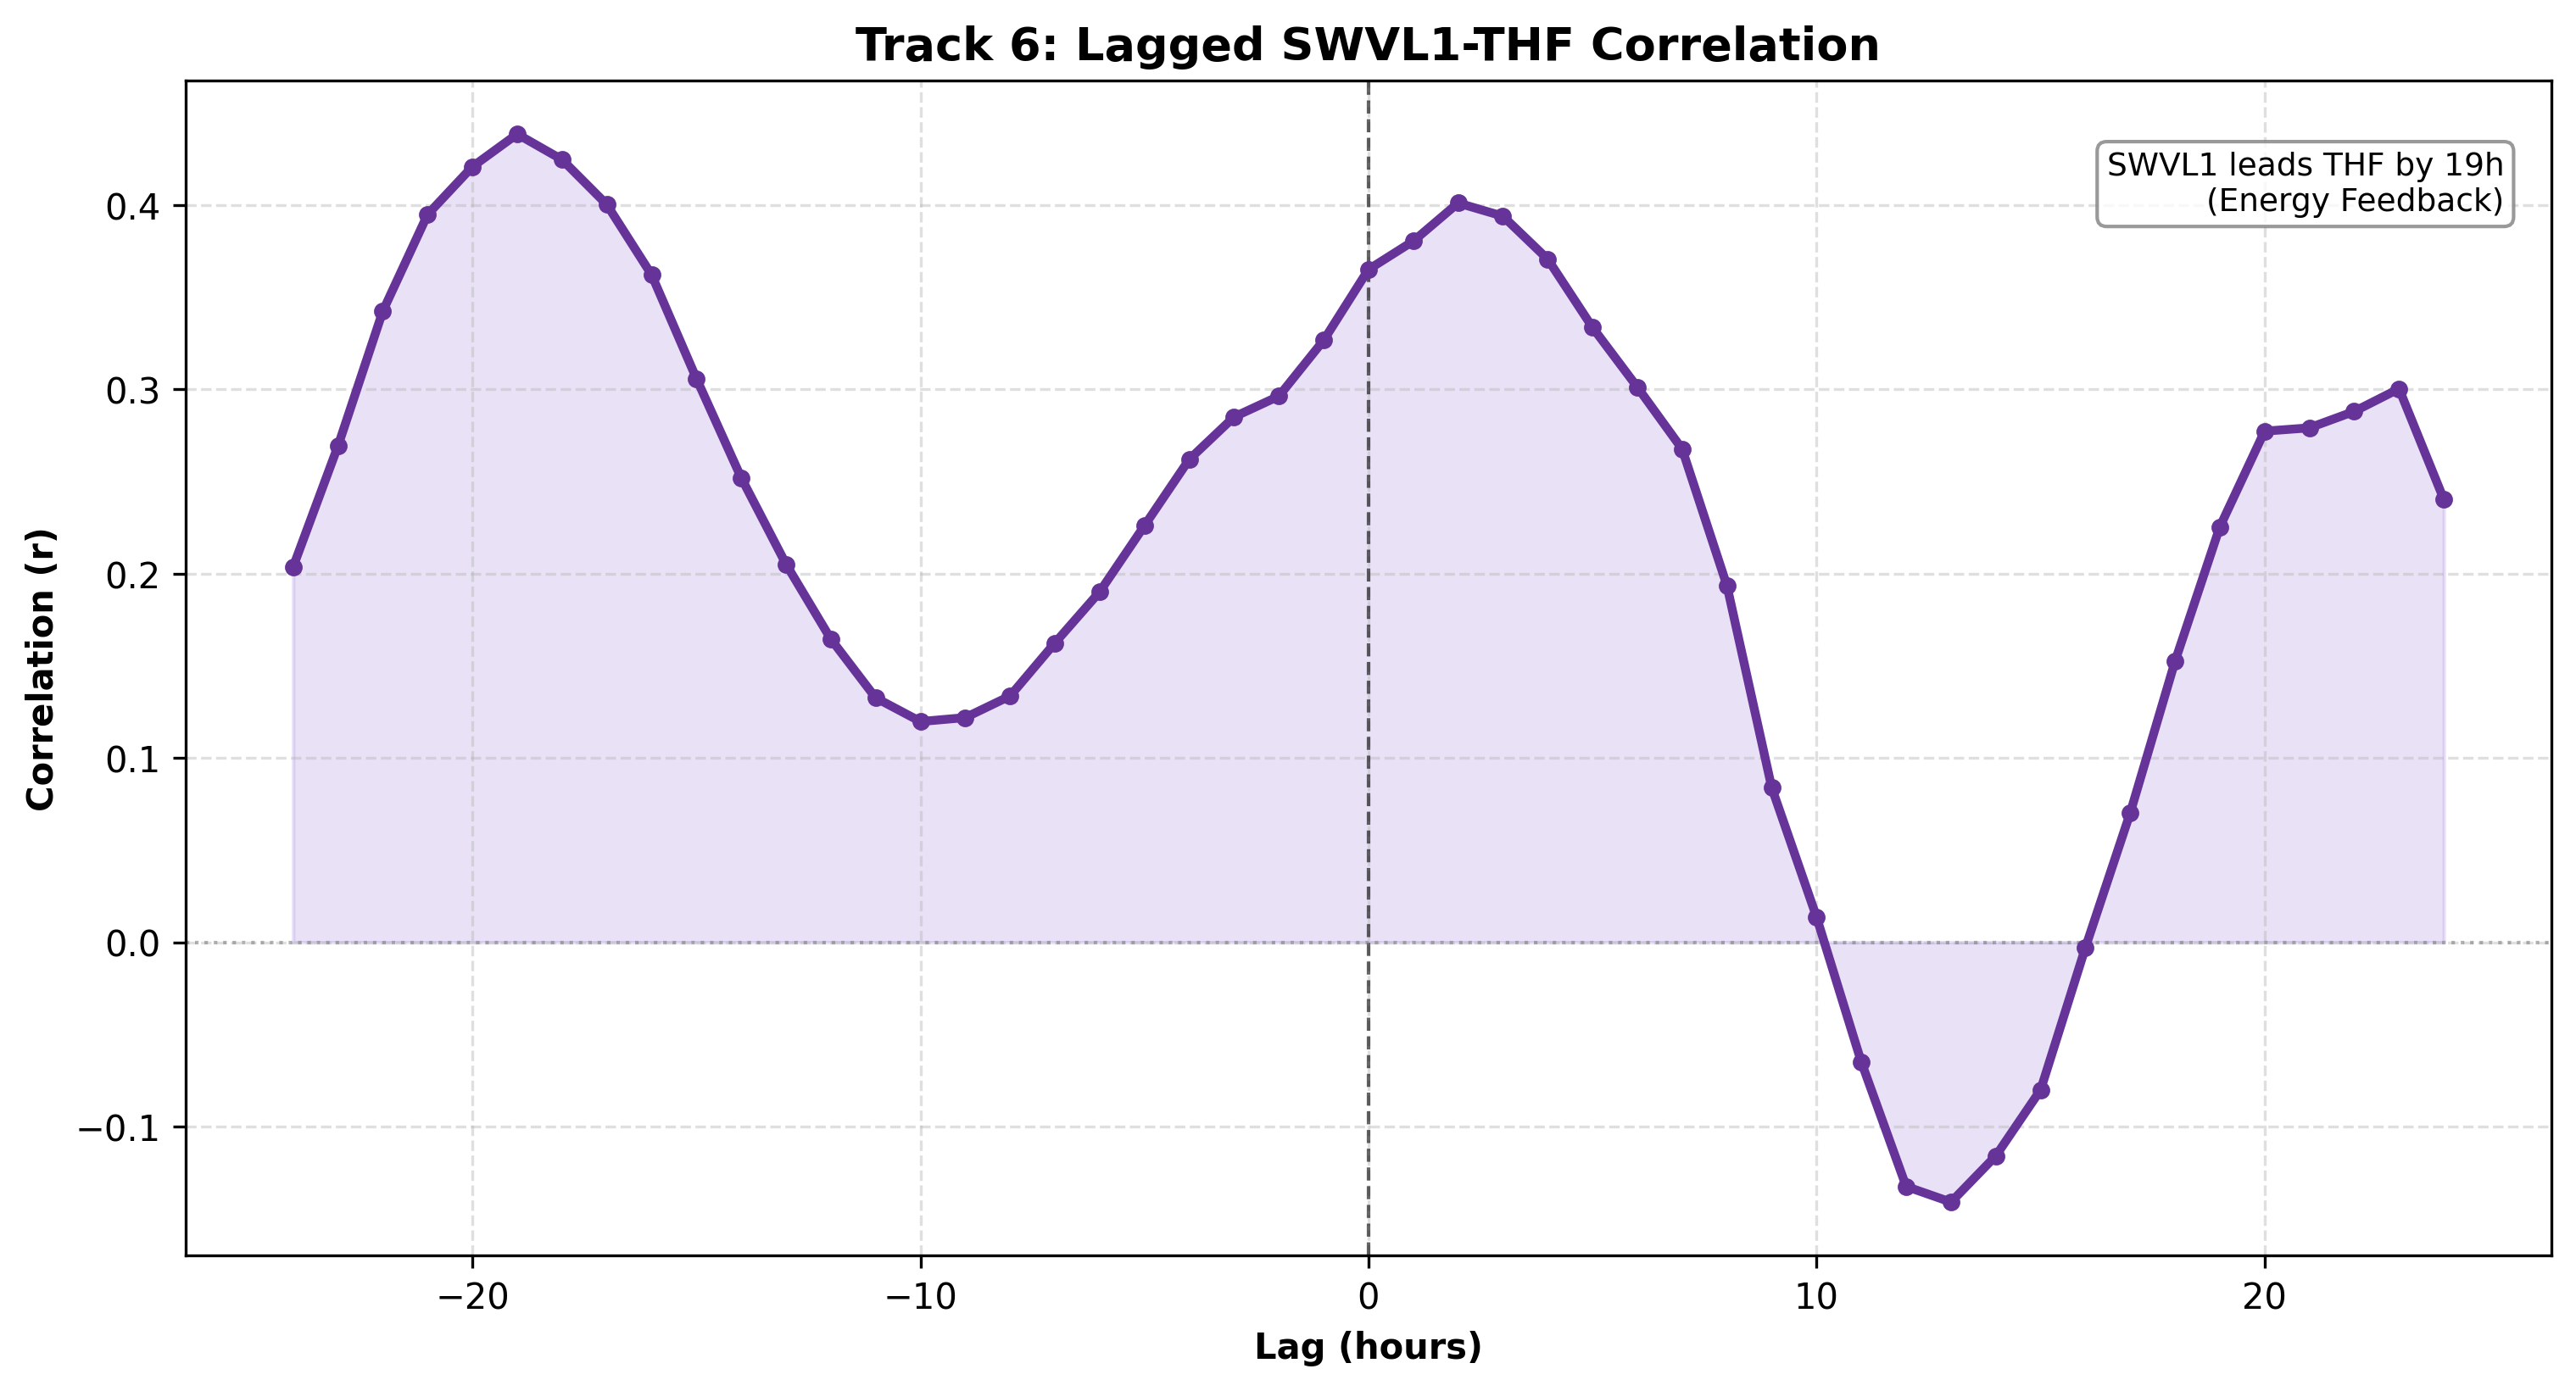 Track 6: Lagged SWVL1-THF Correlation
SWVL1 leads THF by 19h
(Energy Feedback)
Correlation (r)
0.4
0.3
0.2
0.1
0.0
−0.1
−20
−10
0
10
20
Lag (hours)